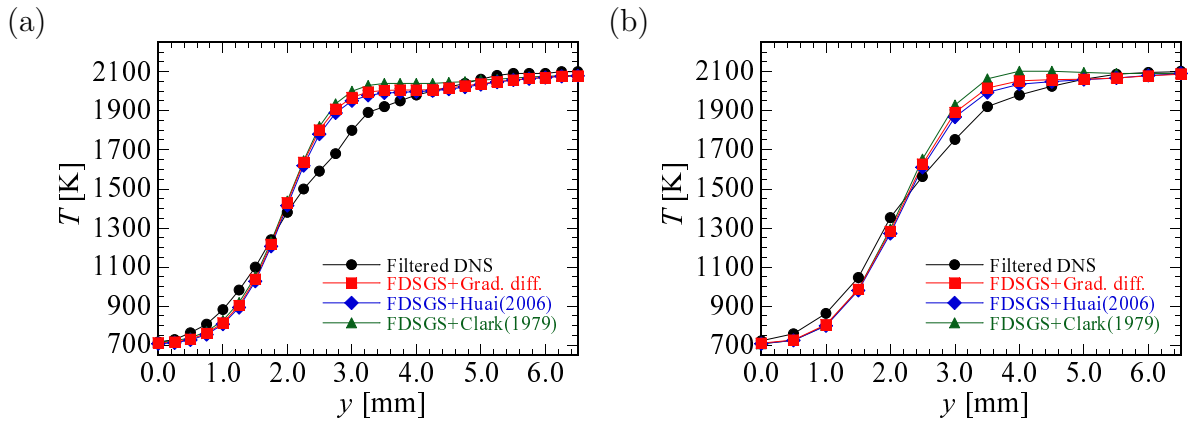 (a)
T [K]
2100
1900
1700
1500
1300
1100
900
700
0.0 1.0 2.0 3.0 4.0 5.0 6.0
y [mm]
Filtered DNS
FDSGS+Grad. diff.
FDSGS+Huai(2006)
FDSGS+Clark(1979)
(b)
T [K]
2100
1900
1700
1500
1300
1100
900
700
0.0 1.0 2.0 3.0 4.0 5.0 6.0
y [mm]
Filtered DNS
FDSGS+Grad. diff.
FDSGS+Huai(2006)
FDSGS+Clark(1979)